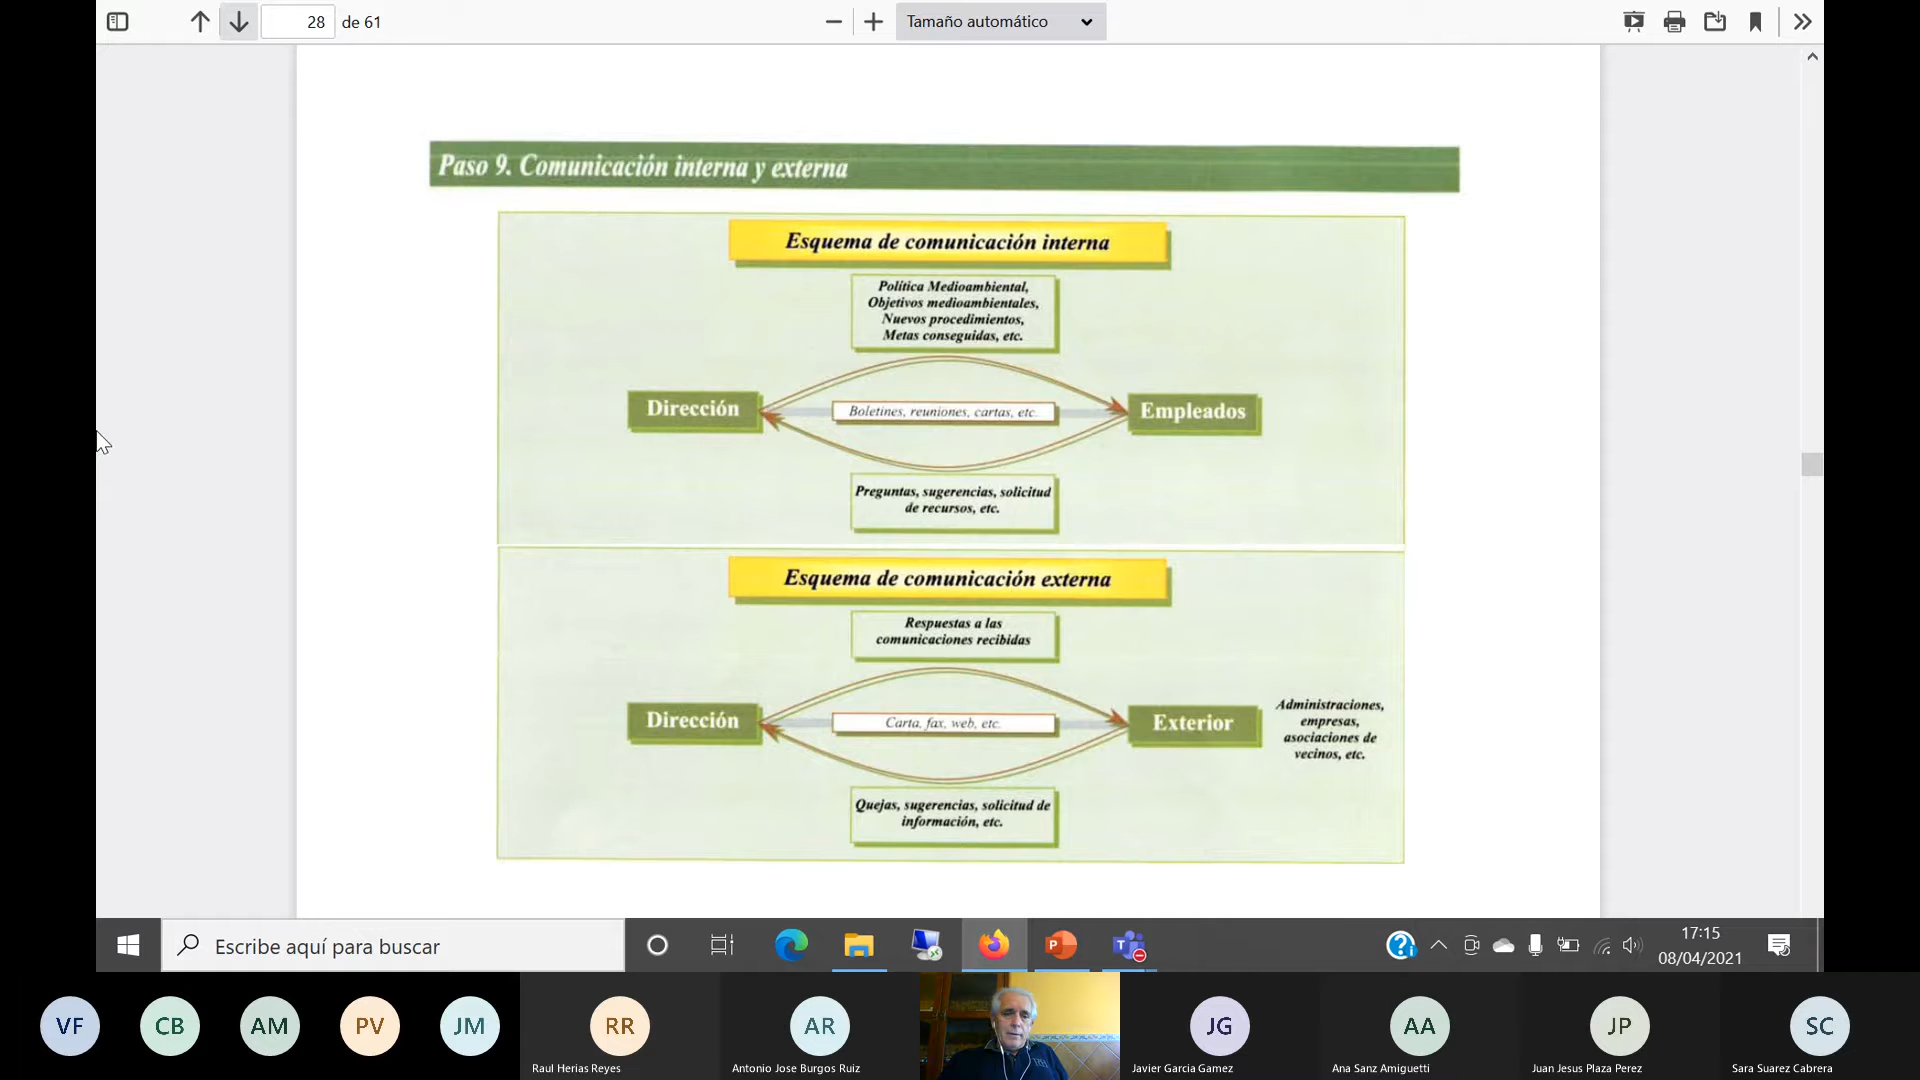 28
de 61
Tamaño automático
Paso 9. Comunicación interna y externa
Esquema de comunicación interna
Política Medioambiental,
Objetivos medioambientales,
Nuevos procedimientos,
Metas conseguidas, etc.
Dirección
Boletines, reuniones, cartas, etc.
Empleados
Preguntas, sugerencias, solicitud
de recursos, etc.
Esquema de comunicación externa
Respuestas a las
comunicaciones recibidas
Dirección
Carta, fax, web, etc.
Exterior
Administraciones,
empresas,
asociaciones de
vecinos, etc.
Quejas, sugerencias, solicitud de
información, etc.
Escribe aquí para buscar
17:15
08/04/2021
VF
CB
AM
PV
JM
RR
Raul Herias Reyes
AR
Antonio Jose Burgos Ruiz
JG
Javier Garcia Gamez
AA
Ana Sanz Amiguetti
JP
Juan Jesus Plaza Perez
SC
Sara Suarez Cabrera